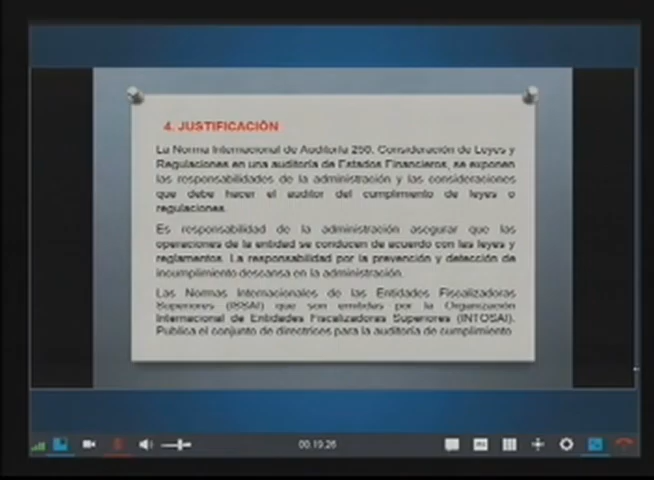 4. JUSTIFICACIÓN
La Norma Internacional de Auditoría 250. Consideración de Leyes y
Regulaciones en una auditoría de Estados Financieros, se exponen
las responsabilidades de la administración y las consideraciones
que debe hacer el auditor del cumplimiento de leyes o
regulaciones.
Es responsabilidad de la administración asegurar que las
operaciones de la entidad se conducen de acuerdo con las leyes y
reglamentos. La responsabilidad por la prevención y detección de
incumplimiento descansa en la administración.
Las Normas Internacionales de las Entidades Fiscalizadoras
Superiores (ISSAI) que son emitidas por la Organización
Internacional de Entidades Fiscalizadoras Superiores (INTOSAI).
Publica el conjunto de directrices para la auditoría de cumplimiento
00.19.26